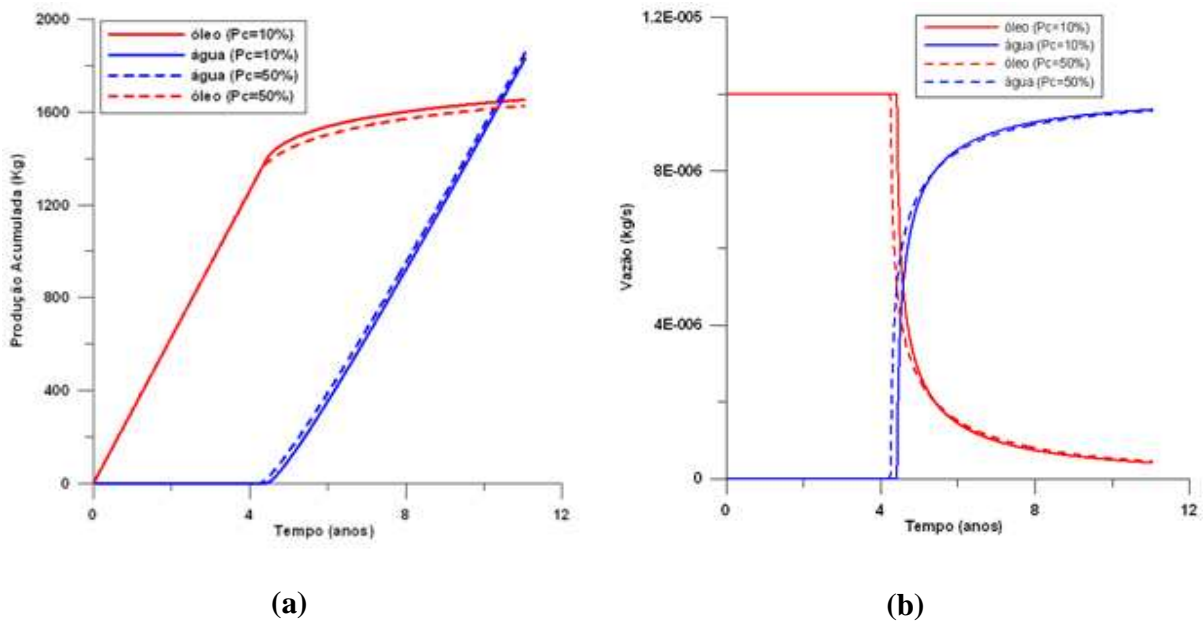 2000
1600
1200
800
400
0
Produção Acumulada (Kg)
óleo (Pc=10%)
água (Pc=10%)
água (Pc=50%)
óleo (Pc=50%)
0
4
8
12
Tempo (anos)
(a)
1.2E-005
8E-006
4E-006
0
Vazão (kg/s)
óleo (Pc=10%)
água (Pc=10%)
óleo (Pc=50%)
água (Pc=50%)
0
4
8
12
Tempo (anos)
(b)